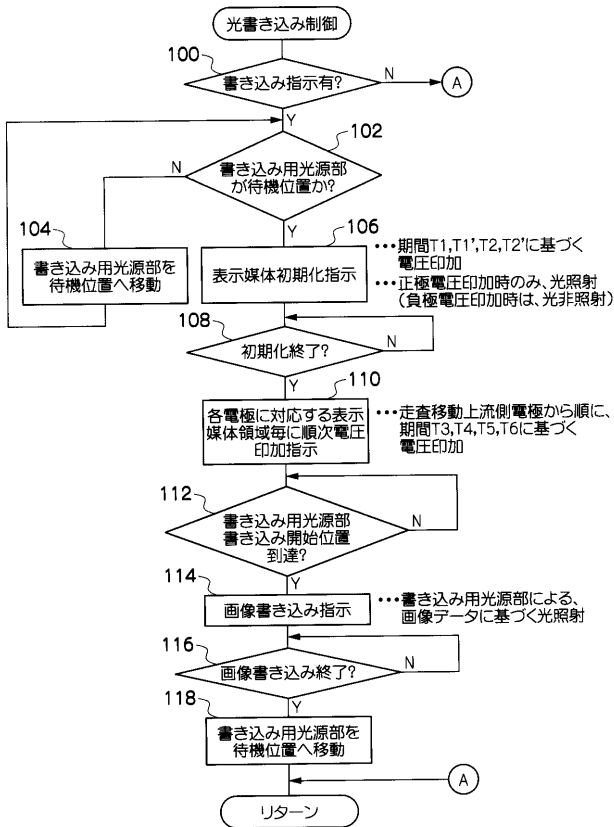 光書き込み制御
100
書き込み指示有?
N
A
Y
102
書き込み用光源部
が待機位置か?
N
Y
104
書き込み用光源部を
待機位置へ移動
106
表示媒体初期化指示
･･･期間T1,T1',T2,T2'に基づく
電圧印加
･･･正極電圧印加時のみ、光照射
(負極電圧印加時は、光非照射)
108
初期化終了?
N
Y
110
各電極に対応する表示
媒体領域毎に順次電圧
印加指示
･･･走査移動上流側電極から順に、
期間T3,T4,T5,T6に基づく
電圧印加
112
書き込み用光源部
書き込み開始位置
到達?
N
Y
114
画像書き込み指示
･･･書き込み用光源部による、
画像データに基づく光照射
116
画像書き込み終了?
N
Y
118
書き込み用光源部を
待機位置へ移動
A
リターン